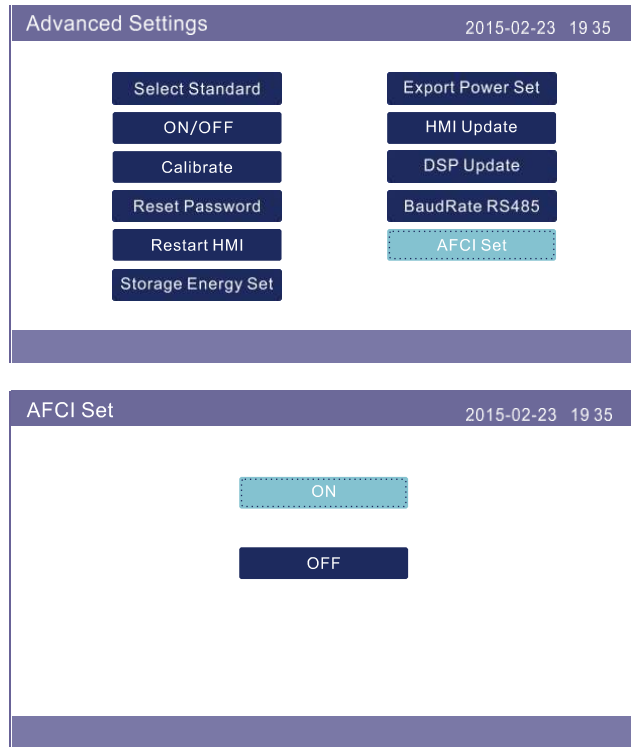 Advanced Settings 2015-02-23 19 35
Select Standard Export Power Set
ON/OFF HMI Update
Calibrate DSP Update
Reset Password BaudRate RS485
Restart HMI AFCI Set
Storage Energy Set
AFCI Set 2015-02-23 19 35
ON
OFF